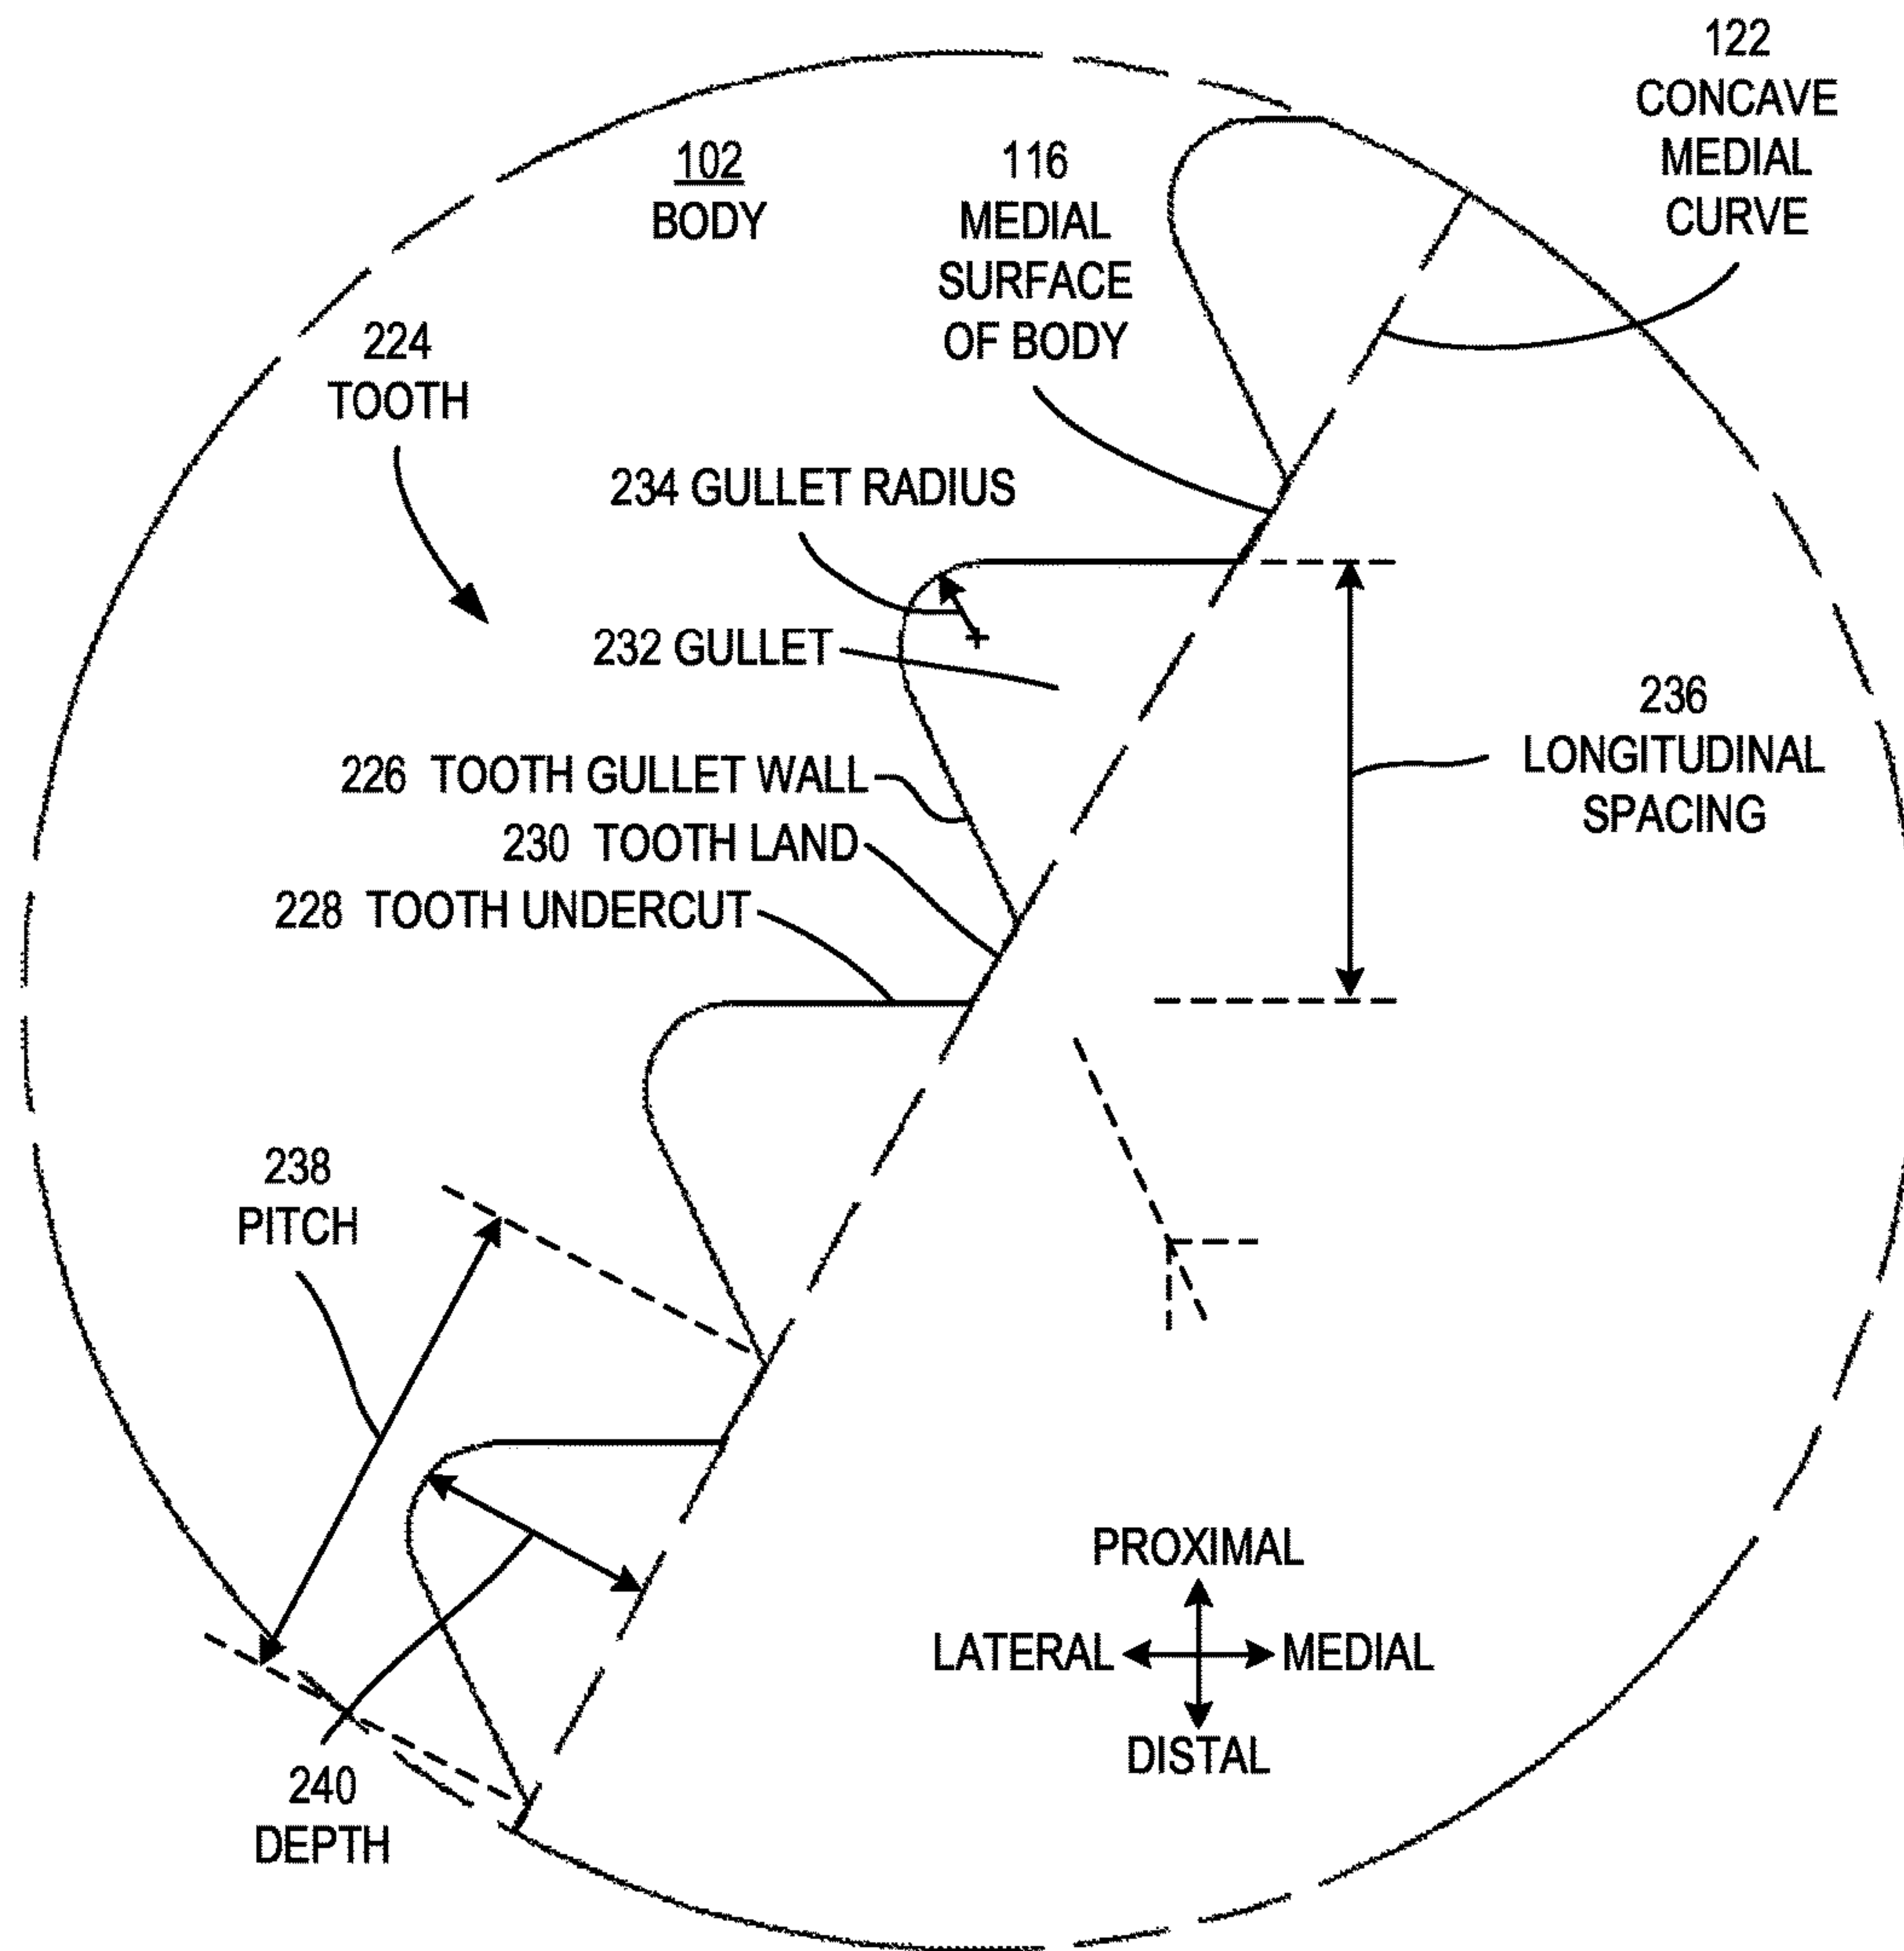 122
CONCAVE
MEDIAL
CURVE
102
BODY
116
MEDIAL
SURFACE
OF BODY
224
TOOTH
234 GULLET RADIUS
232 GULLET
236
LONGITUDINAL
SPACING
226 TOOTH GULLET WALL
230 TOOTH LAND
228 TOOTH UNDERCUT
238
PITCH
PROXIMAL
LATERAL
MEDIAL
DISTAL
240
DEPTH